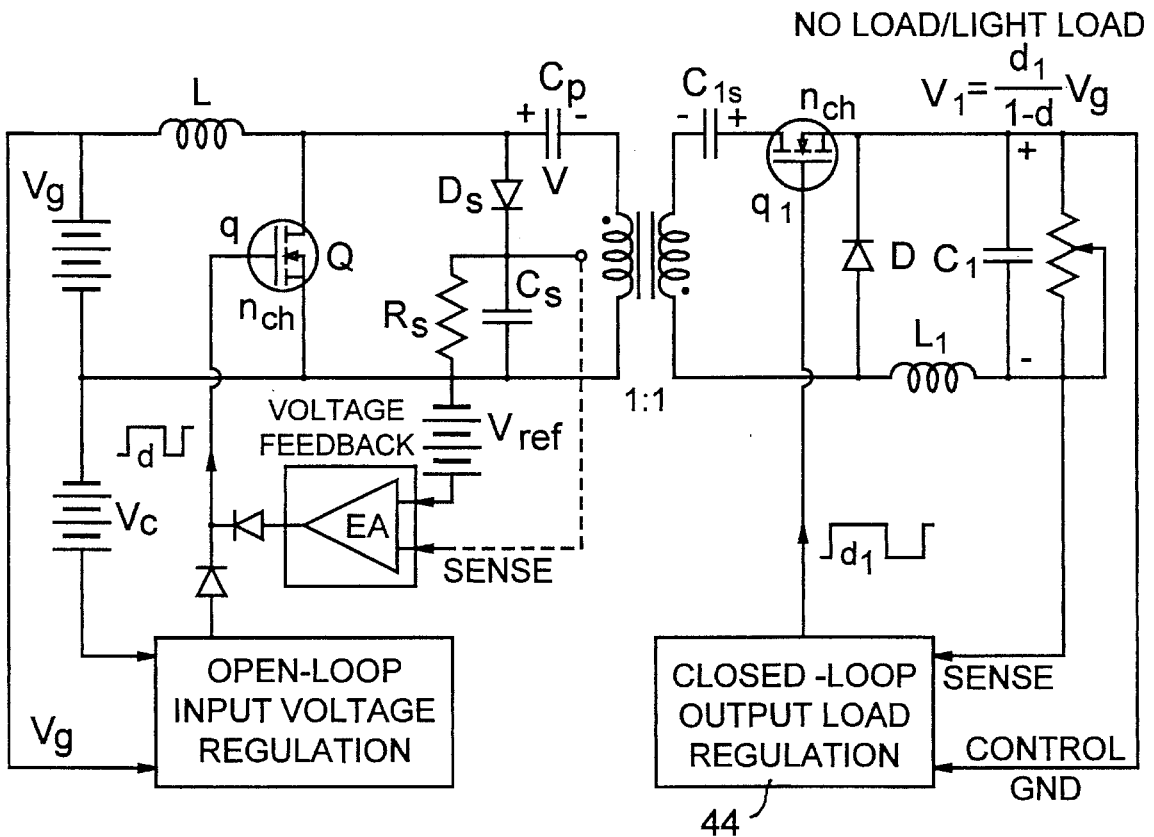 NO LOAD/LIGHT LOAD
V1 = d1/1-d Vg
L
Cp
+ -
V
C1s
- +
nch
q1
Vg
q
Q
nch
Ds
Rs
Cs
D
C1
+
-
L1
1:1
VOLTAGE
FEEDBACK
Vref
d
Vc
EA
SENSE
d1
OPEN-LOOP
INPUT VOLTAGE
REGULATION
Vg
CLOSED -LOOP
OUTPUT LOAD
REGULATION
SENSE
CONTROL
GND
44